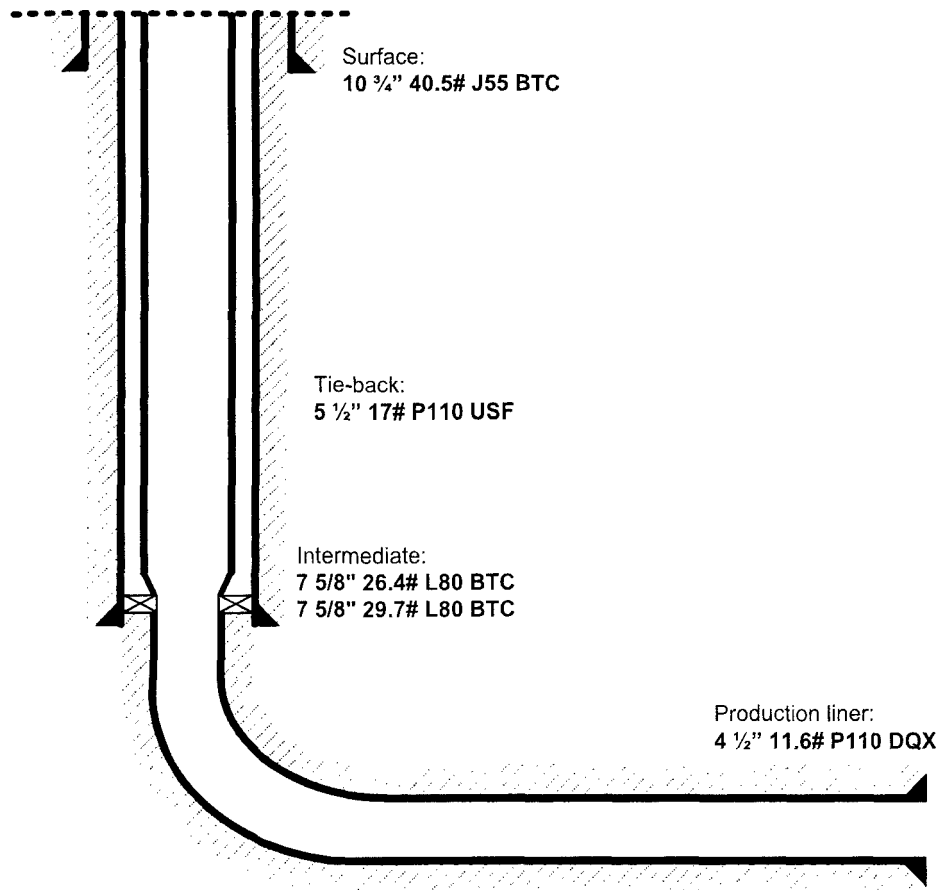 Surface:
10 ¾” 40.5# J55 BTC
Tie-back:
5 ½” 17# P110 USF
Intermediate:
7 5/8" 26.4# L80 BTC
7 5/8" 29.7# L80 BTC
Production liner:
4 ½” 11.6# P110 DQX